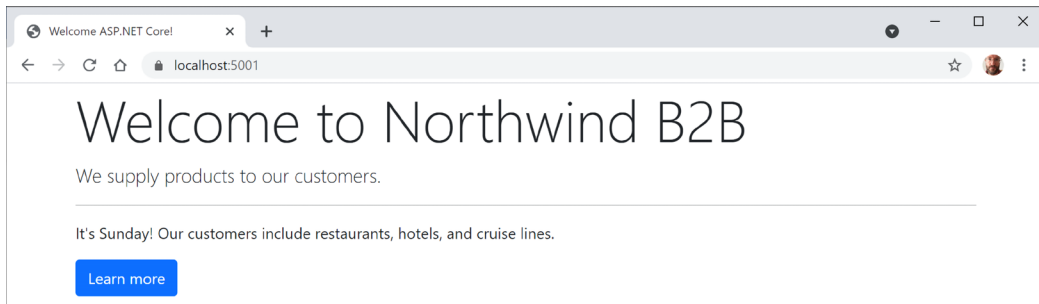 Welcome ASP.NET Core!
localhost:5001
Welcome to Northwind B2B
We supply products to our customers.
It's Sunday! Our customers include restaurants, hotels, and cruise lines.
Learn more